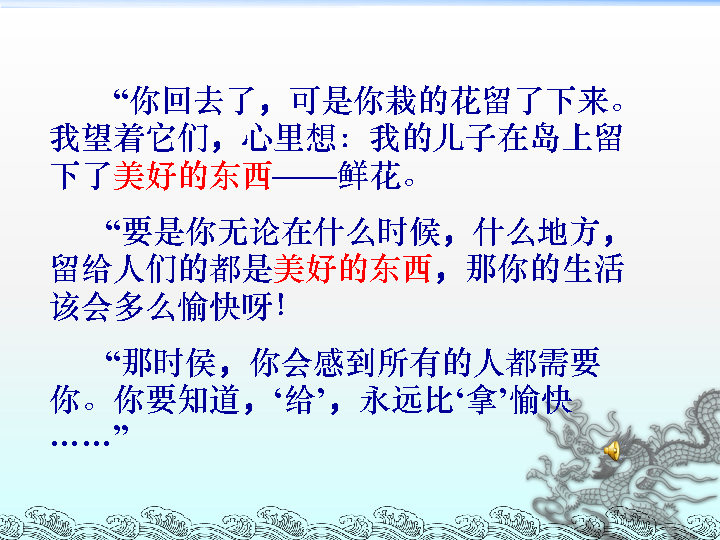 “你回去了，可是你栽的花留了下来。
我望着它们，心里想：我的儿子在岛上留
下了美好的东西——鲜花。
“要是你无论在什么时候，什么地方，
留给人们的都是美好的东西，那你的生活
该会多么愉快呀！
“那时侯，你会感到所有的人都需要
你。你要知道，‘给’，永远比‘拿’愉快
……”